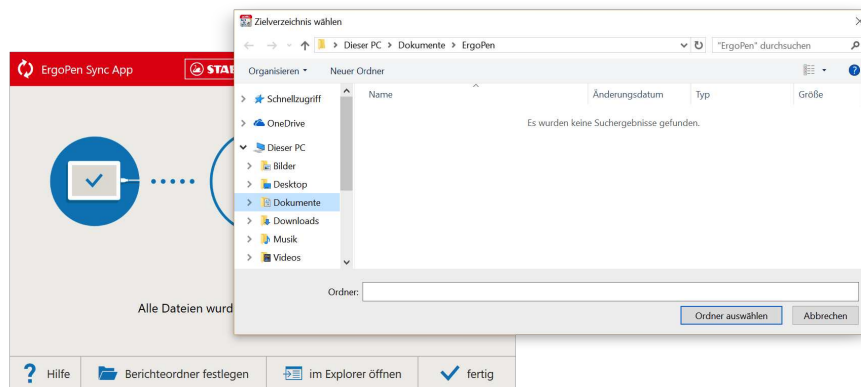 Zielverzeichnis wählen
Dieser PC > Dokumente > ErgoPen
"ErgoPen" durchsuchen
Organisieren
Neuer Ordner
Name
Änderungsdatum
Typ
Größe
Es wurden keine Suchergebnisse gefunden.
Schnellzugriff
OneDrive
Dieser PC
Bilder
Desktop
Dokumente
Downloads
Musik
Videos
Ordner:
Ordner auswählen
Abbrechen
ErgoPen Sync App
STAE
Alle Dateien wurd
? Hilfe
Berichteordner festlegen
im Explorer öffnen
fertig